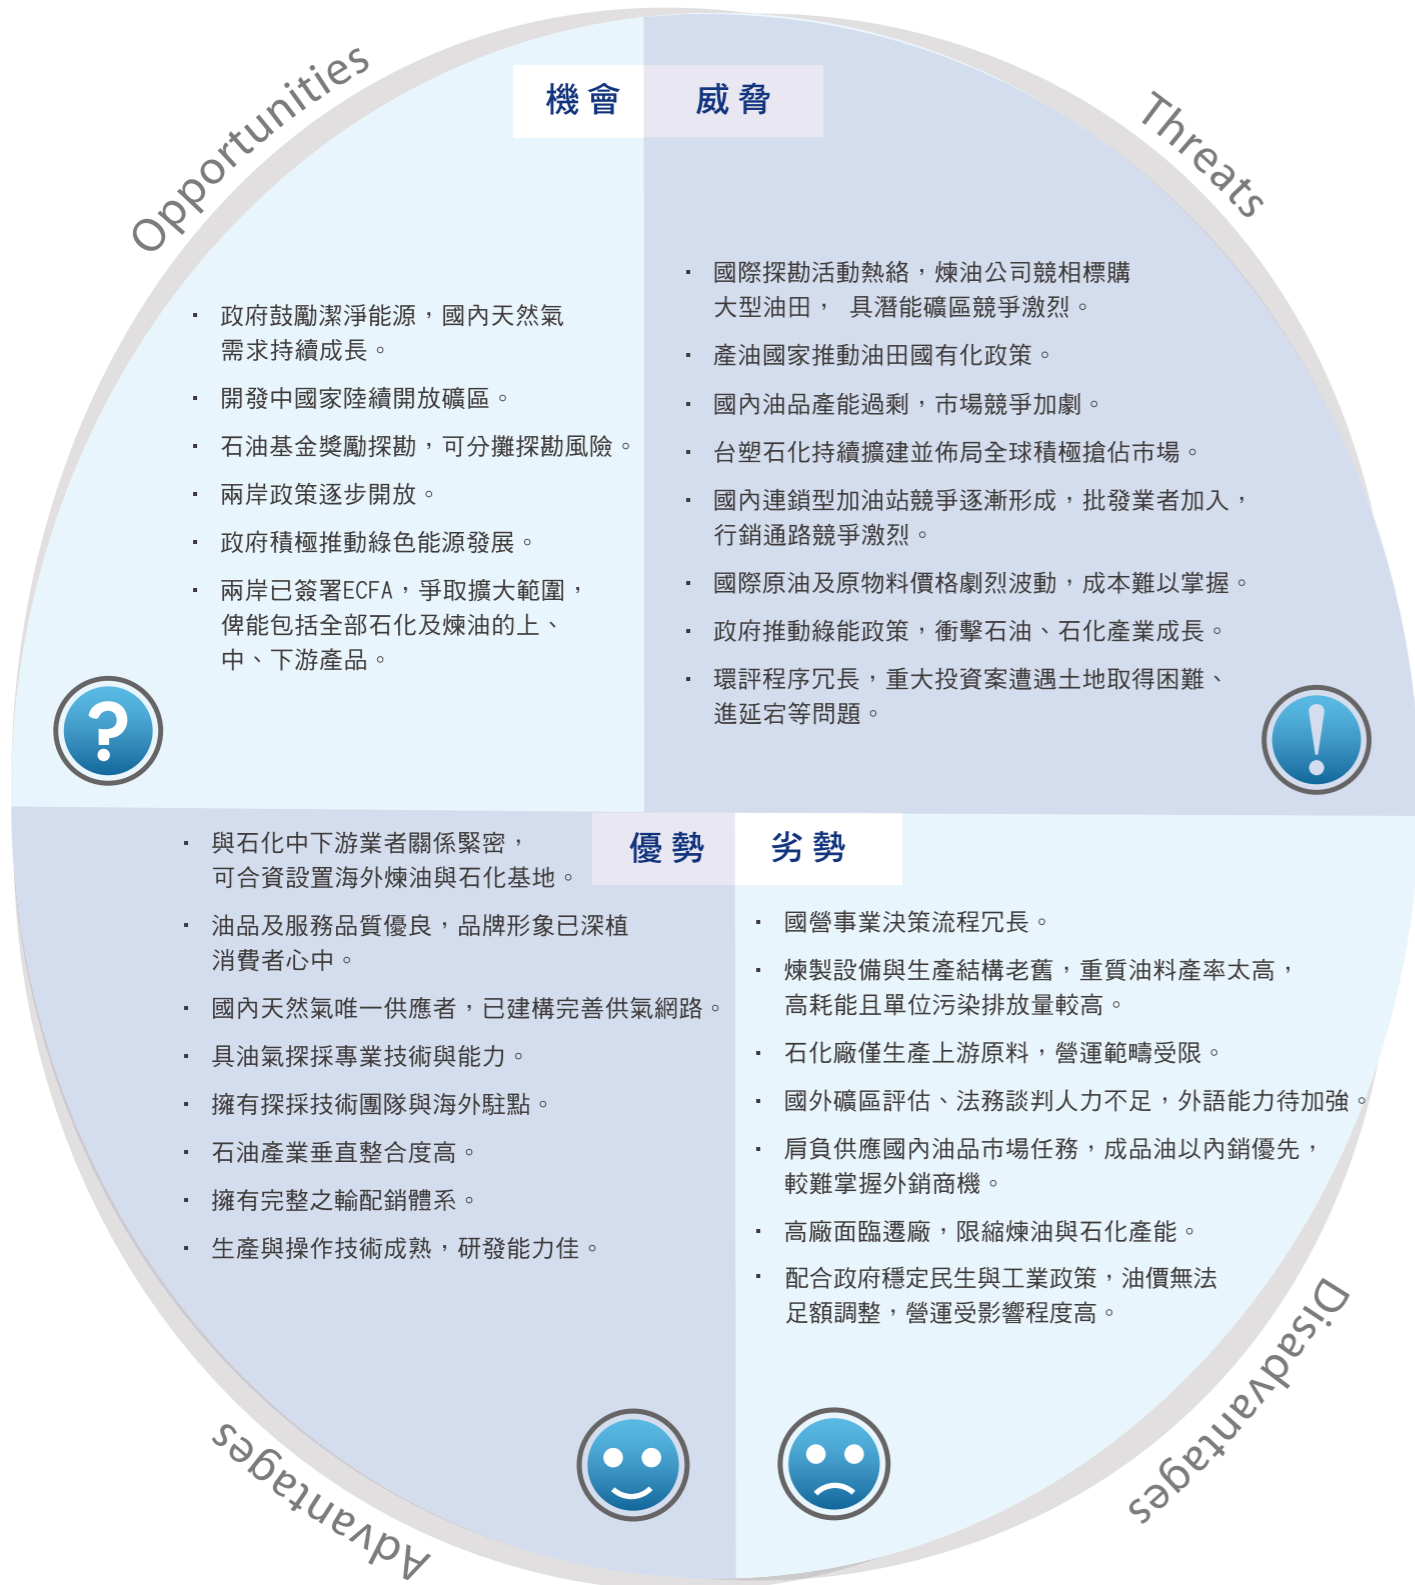 Opportunities
機會
政府鼓勵潔淨能源，國內天然氣
需求持續成長。
開發中國家陸續開放礦區。
石油基金獎勵探勘，可分攤探勘風險。
兩岸政策逐步開放。
政府積極推動綠色能源發展。
兩岸已簽署ECFA，爭取擴大範圍，
俾能包括全部石化及煉油的上、
中、下游產品。
?
Threats
威脅
國際探勘活動熱絡，煉油公司競相標購
大型油田， 具潛能礦區競爭激烈。
產油國家推動油田國有化政策。
國內油品產能過剩，市場競爭加劇。
台塑石化持續擴建並佈局全球積極搶佔市場。
國內連鎖型加油站競爭逐漸形成，批發業者加入，
行銷通路競爭激烈。
國際原油及原物料價格劇烈波動，成本難以掌握。
政府推動綠能政策，衝擊石油、石化產業成長。
環評程序冗長，重大投資案遭遇土地取得困難、
進延宕等問題。
!
優勢
與石化中下游業者關係緊密，
可合資設置海外煉油與石化基地。
油品及服務品質優良，品牌形象已深植
消費者心中。
國內天然氣唯一供應者，已建構完善供氣網路。
具油氣探採專業技術與能力。
擁有探採技術團隊與海外駐點。
石油產業垂直整合度高。
擁有完整之輸配銷體系。
生產與操作技術成熟，研發能力佳。
Advantages
劣勢
國營事業決策流程冗長。
煉製設備與生產結構老舊，重質油料產率太高，
高耗能且單位污染排放量較高。
石化廠僅生產上游原料，營運範疇受限。
國外礦區評估、法務談判人力不足，外語能力待加強。
肩負供應國內油品市場任務，成品油以內銷優先，
較難掌握外銷商機。
高廠面臨遷廠，限縮煉油與石化產能。
配合政府穩定民生與工業政策，油價無法
足額調整，營運受影響程度高。
Disadvantages